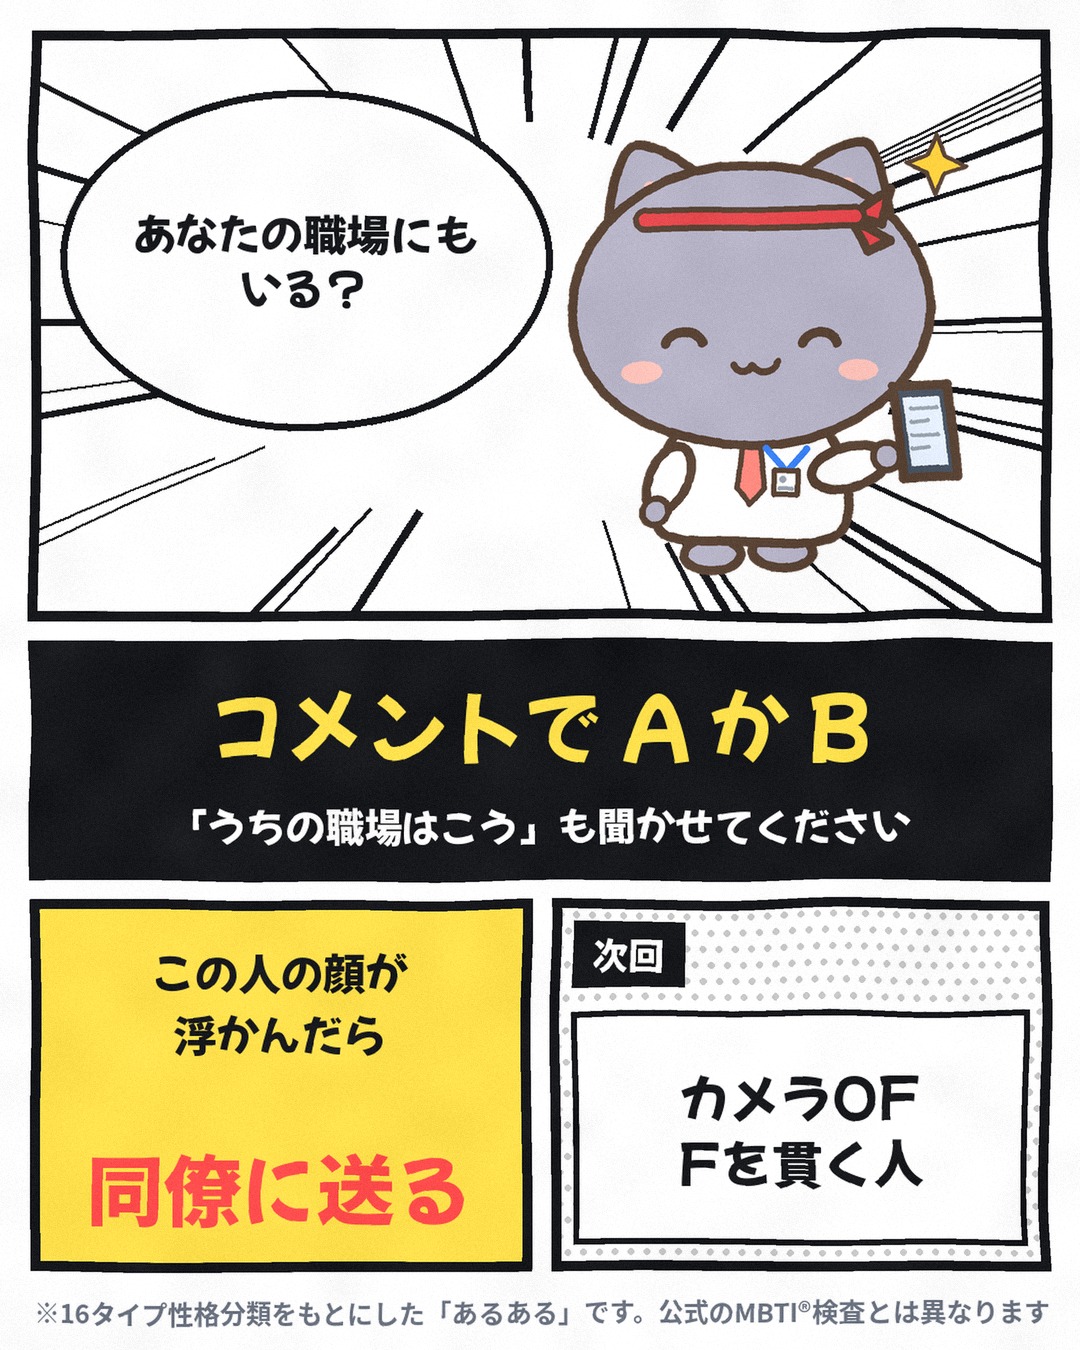 あなたの職場にも
いる？
コメントでAかB
「うちの職場はこう」も聞かせてください
この人の顔が
浮かんだら
同僚に送る
次回
カメラOF
Fを貫く人
※16タイプ性格分類をもとにした「あるある」です。公式のMBTI®検査とは異なります